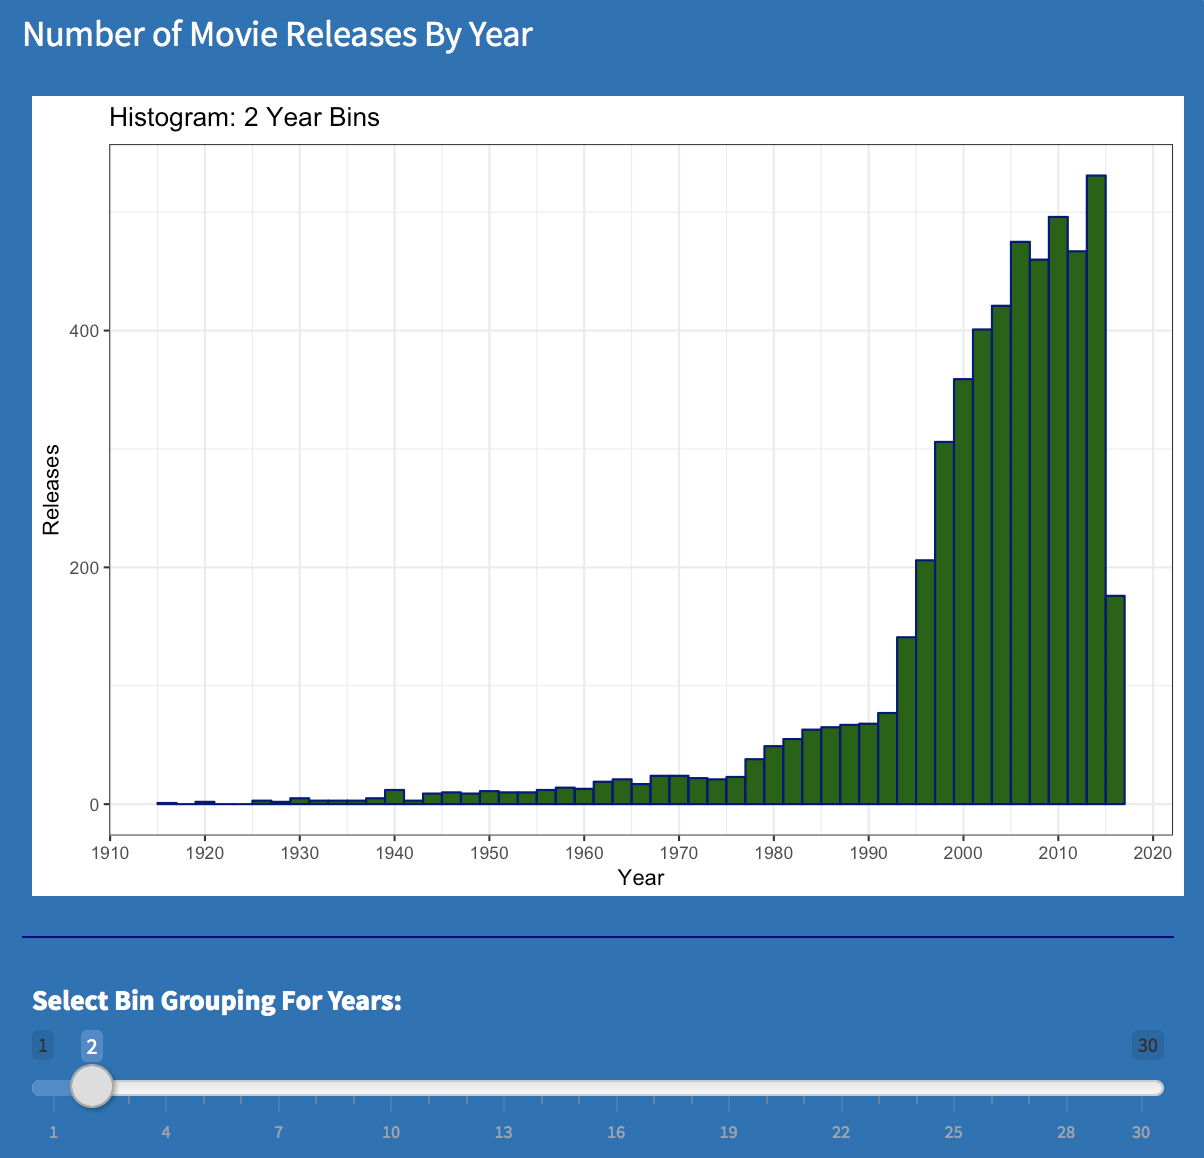 Number of Movie Releases By Year
Histogram: 2 Year Bins
Releases
400
200
0
1910 1920 1930 1940 1950 1960 1970 1980 1990 2000 2010 2020
Year
Select Bin Grouping For Years:
1 2 30
1 4 7 10 13 16 19 22 25 28 30